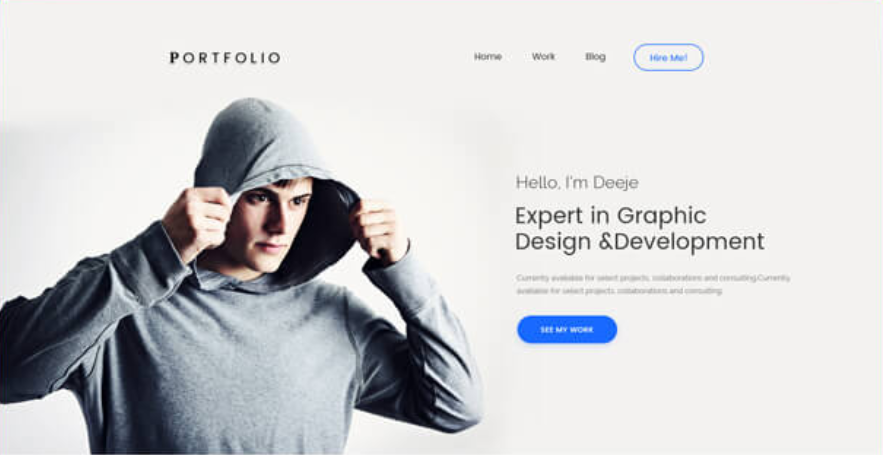 PORTFOLIO
Home Work Blog Hire Me!
Hello, I'm Deeje
Expert in Graphic
Design &Development
Currently available for select projects, collaborations and consulting.Currently
available for select projects, collaborations and consulting.
SEE MY WORK